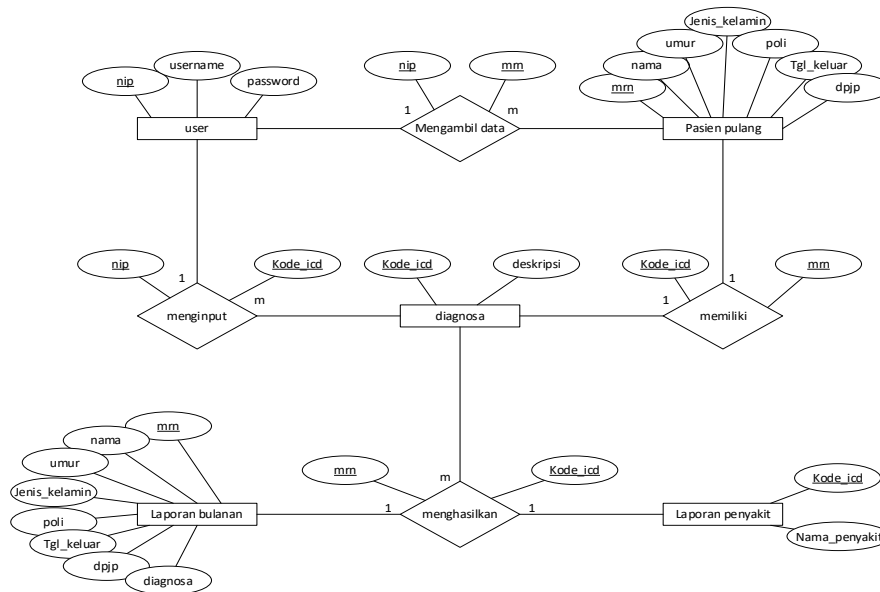 Jenis_kelamin
username
nip
mrn
umur
poli
nip
password
nama
Tgl_keluar
mrn
dpjp
1
m
user
Mengambil data
Pasien pulang
nip
Kode_icd
Kode_icd
deskripsi
Kode_icd
mrn
1
m
1
1
menginput
diagnosa
memiliki
mrn
nama
umur
mrn
m
Kode_icd
Kode_icd
Jenis_kelamin
Laporan bulanan
1
menghasilkan
1
Laporan penyakit
poli
Tgl_keluar
Nama_penyakit
dpjp
diagnosa